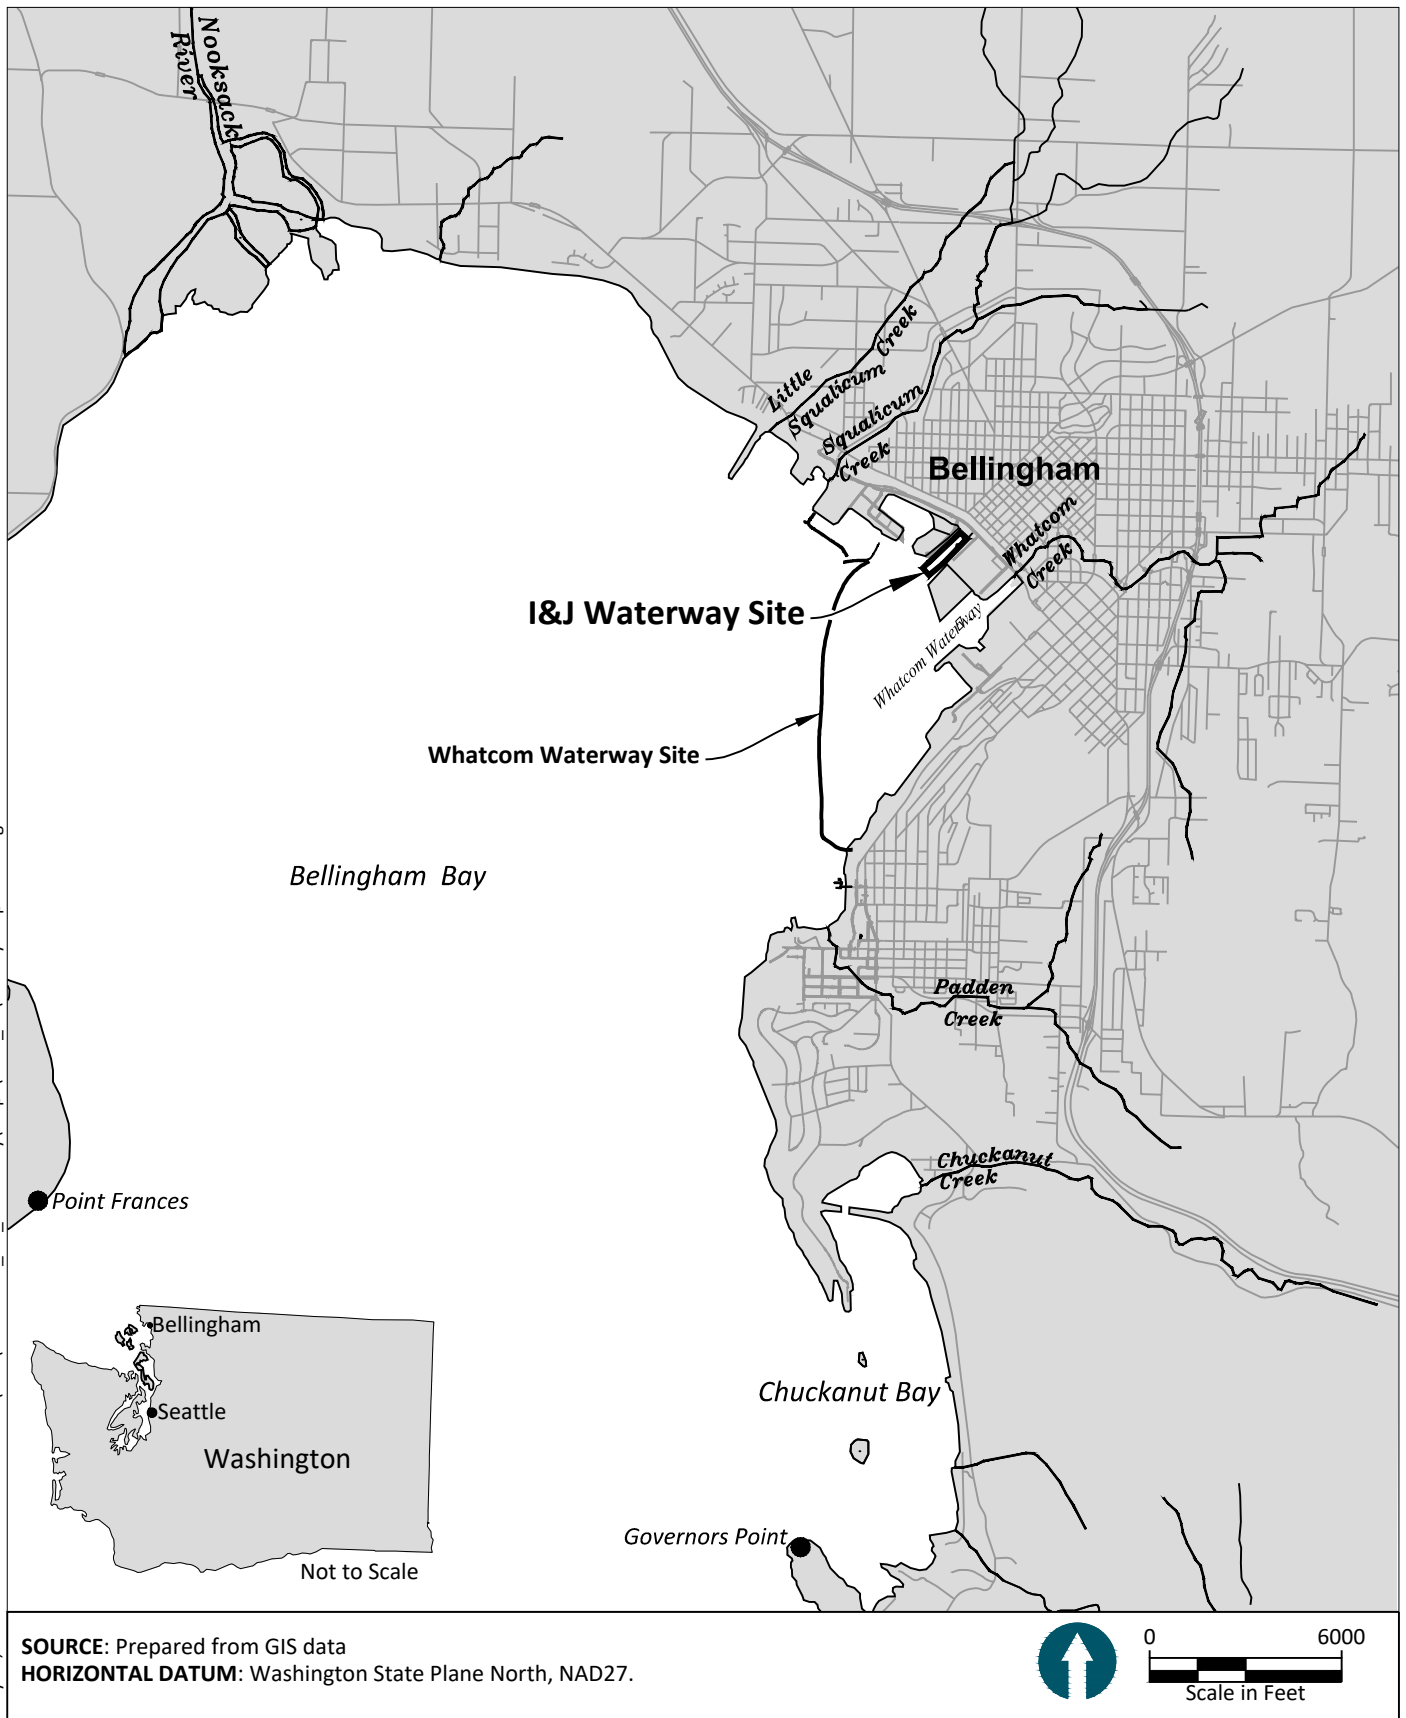 Nooksack
River
Little
Squalicum
Creek
Squalicum
Creek
Bellingham
Whatcom
Creek
I&J Waterway Site
Whatcom Waterway
Whatcom Waterway Site
Bellingham Bay
Padden
Creek
Chuckanut
Creek
Point Frances
Bellingham
Seattle
Washington
Not to Scale
Chuckanut Bay
Governors Point
SOURCE: Prepared from GIS data
HORIZONTAL DATUM: Washington State Plane North, NAD27.
0 6000
Scale in Feet